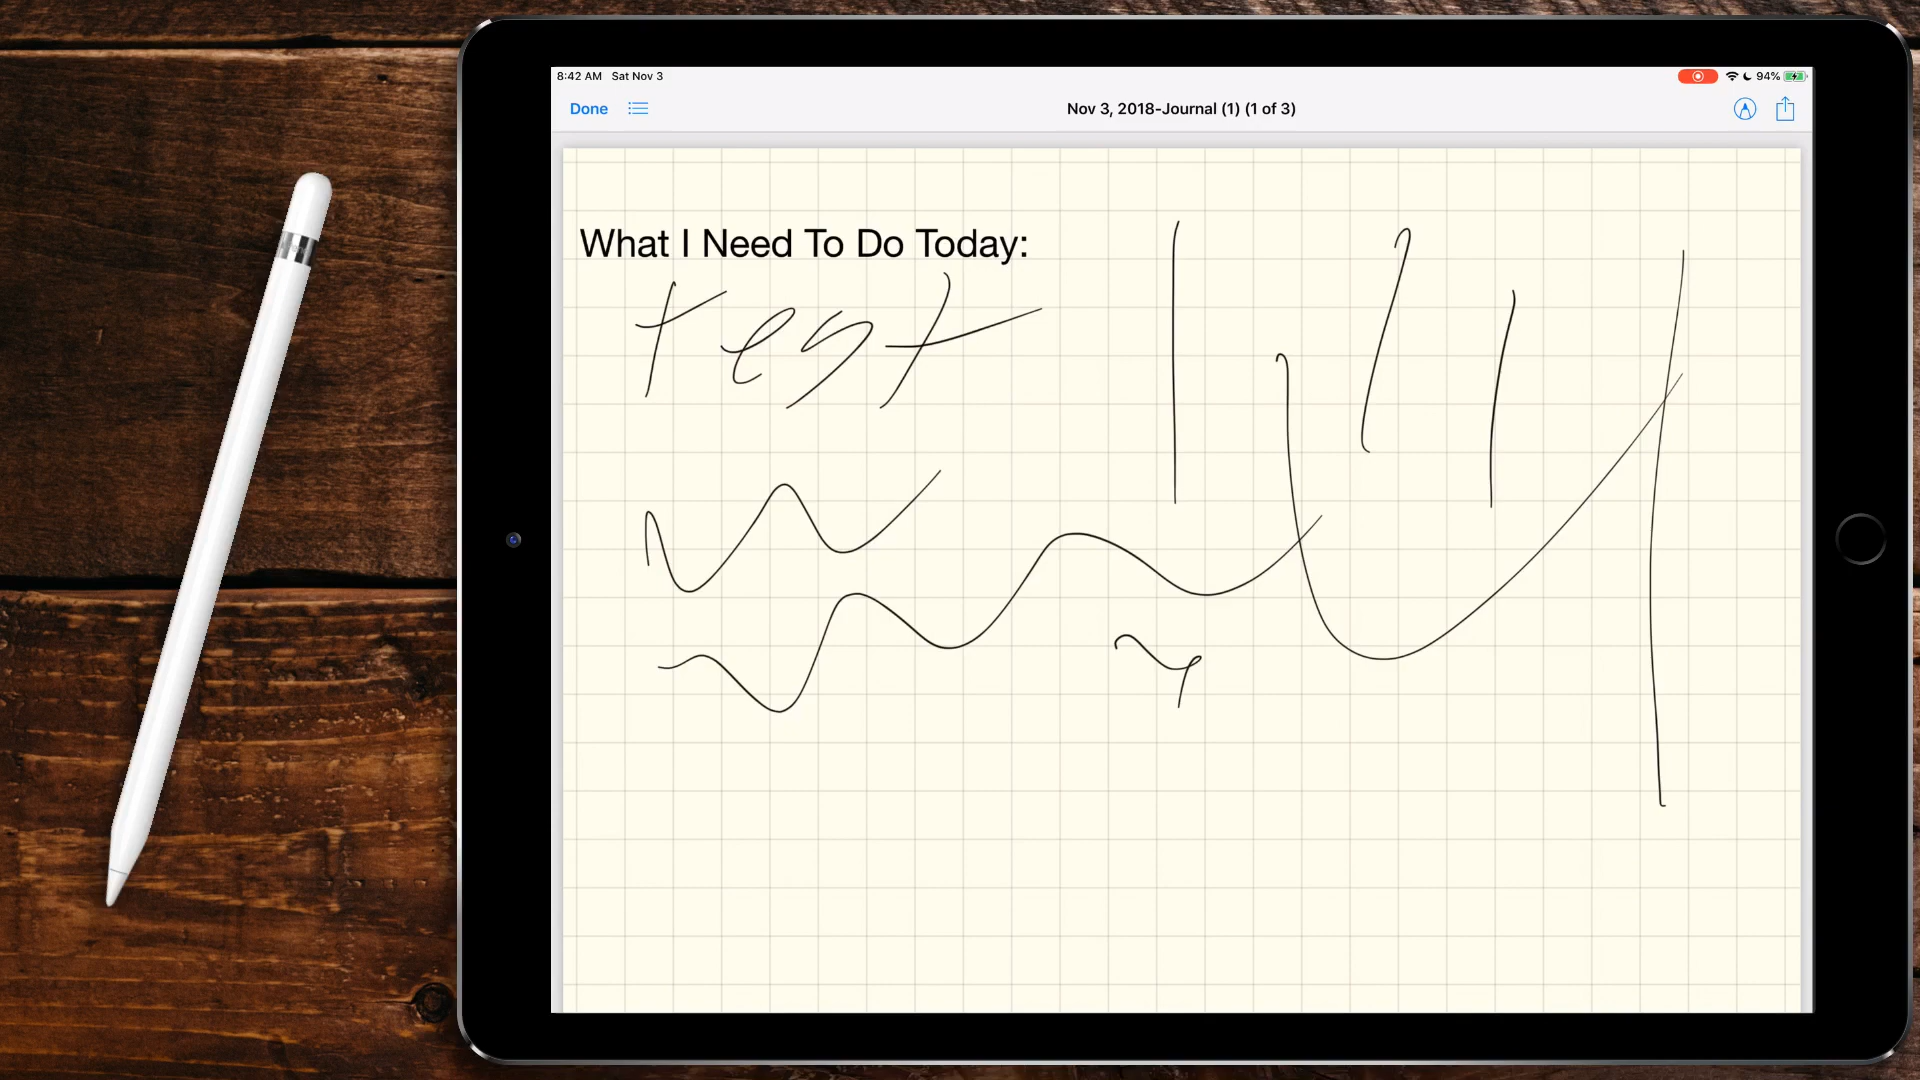 8:42 AM Sat Nov 3 94%
Done Nov 3, 2018-Journal (1) (1 of 3)
What I Need To Do Today:
test